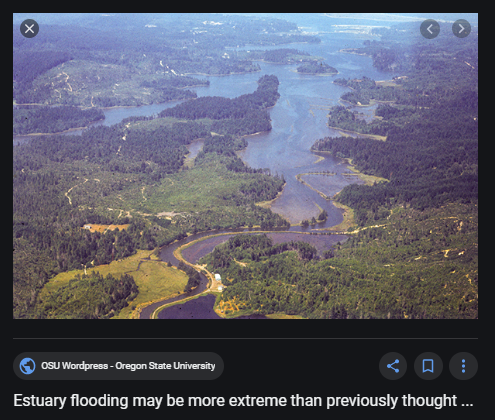 OSU Wordpress - Oregon State University
Estuary flooding may be more extreme than previously thought ...